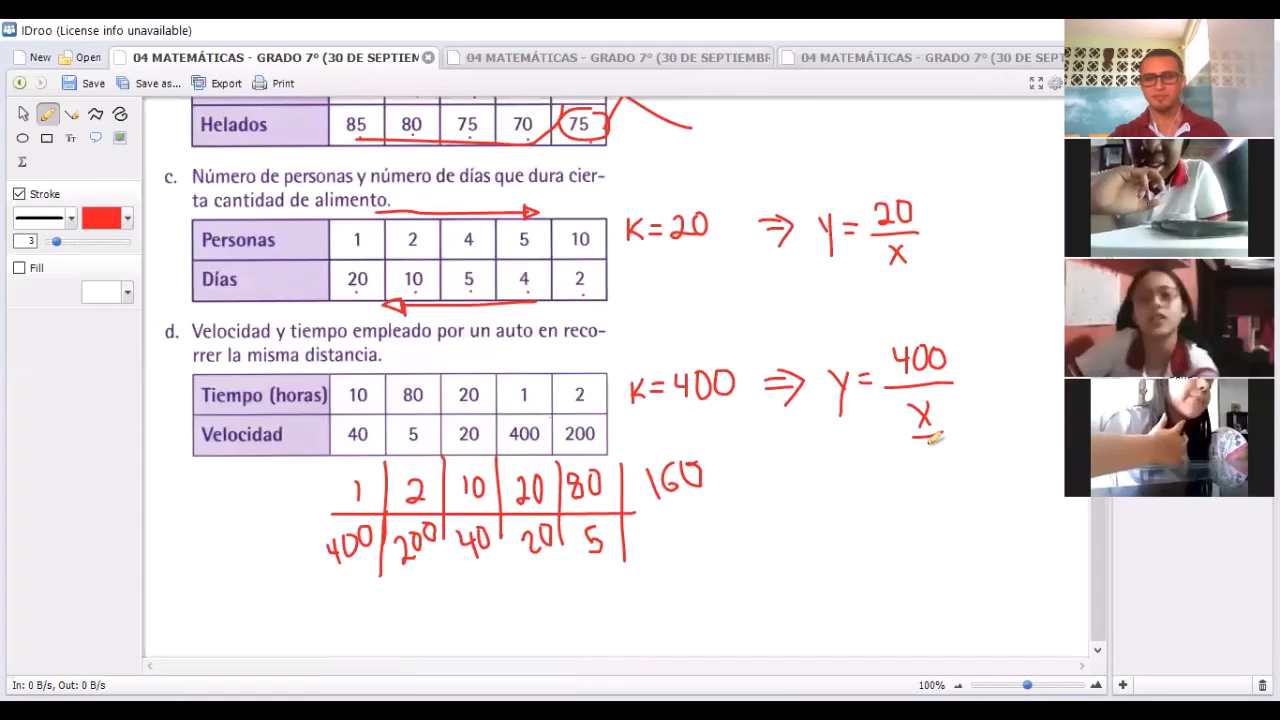 IDroo (License info unavailable)
New Open 04 MATEMÁTICAS - GRADO 7º (30 DE SEPTIEM 04 MATEMÁTICAS - GRADO 7º (30 DE SEPTIEMBR 04 MATEMÁTICAS - GRADO 7º (30 DE SEPT
Save Save as... Export Print
Stroke
3
Fill
Helados 85 80 75 70 75
c. Número de personas y número de días que dura cier-
ta cantidad de alimento.
Personas 1 2 4 5 10
Días 20 10 5 4 2
K=20 ⇒ y= 20/x
d. Velocidad y tiempo empleado por un auto en reco-
rrer la misma distancia.
Tiempo (horas) 10 80 20 1 2
Velocidad 40 5 20 400 200
K=400 ⇒ y= 400/x
1 2 10 20 80 160
400 200 40 20 5
In: 0 B/s, Out: 0 B/s 100%